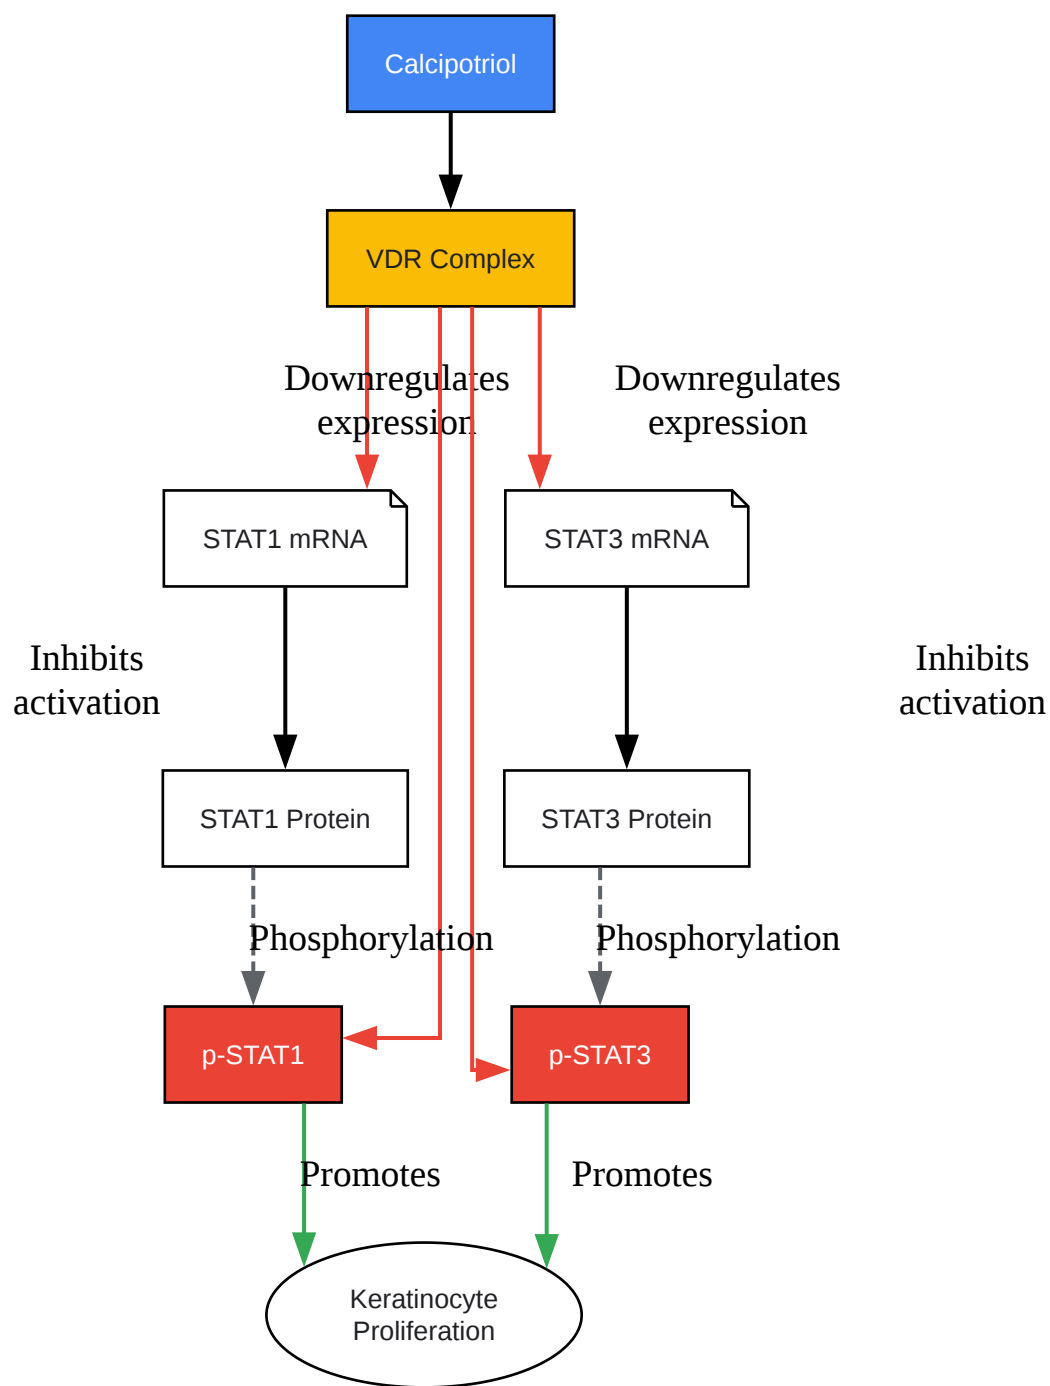 Calcipotriol
VDR Complex
Downregulates
expression
Downregulates
expression
STAT1 mRNA
STAT3 mRNA
Inhibits
activation
Inhibits
activation
STAT1 Protein
STAT3 Protein
Phosphorylation
Phosphorylation
p-STAT1
p-STAT3
Promotes
Promotes
Keratinocyte
Proliferation